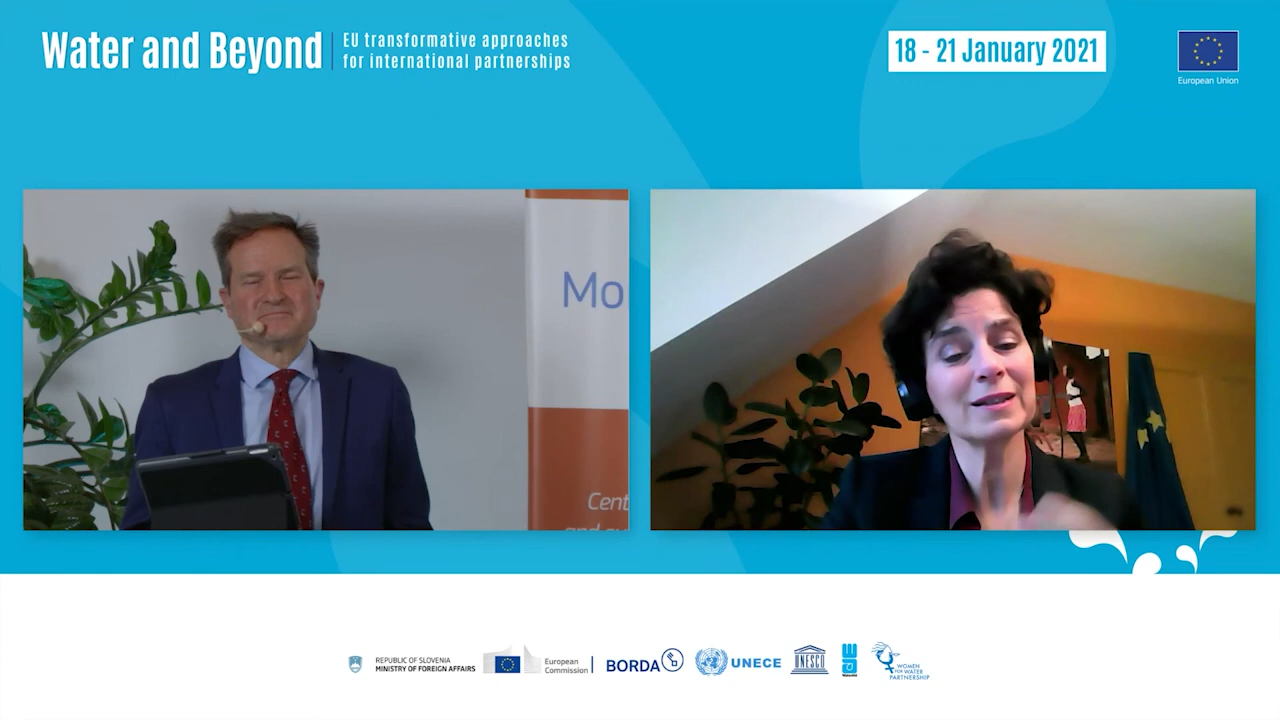 Water and Beyond
EU transformative approaches
for international partnerships
18 - 21 January 2021
European Union
Mo
Cent
REPUBLIC OF SLOVENIA
MINISTRY OF FOREIGN AFFAIRS
European
Commission
BORDA
UNECE
UNESCO
WOMEN
FOR WATER
PARTNERSHIP